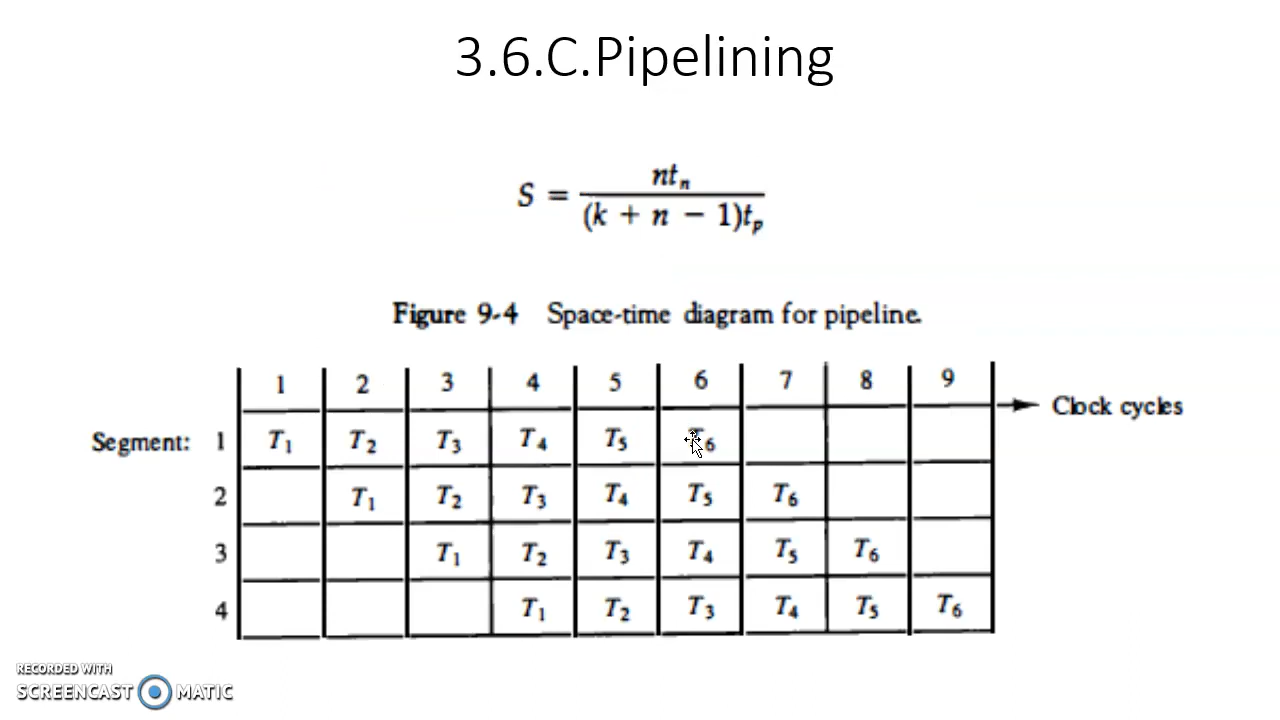 3.6.C.Pipelining
S = ntₙ / (k + n − 1)tₚ
Figure 9-4 Space-time diagram for pipeline.
1 2 3 4 5 6 7 8 9
Clock cycles
Segment: 1 T₁ T₂ T₃ T₄ T₅ T₆
2 T₁ T₂ T₃ T₄ T₅ T₆
3 T₁ T₂ T₃ T₄ T₅ T₆
4 T₁ T₂ T₃ T₄ T₅ T₆
RECORDED WITH
SCREENCAST MATIC